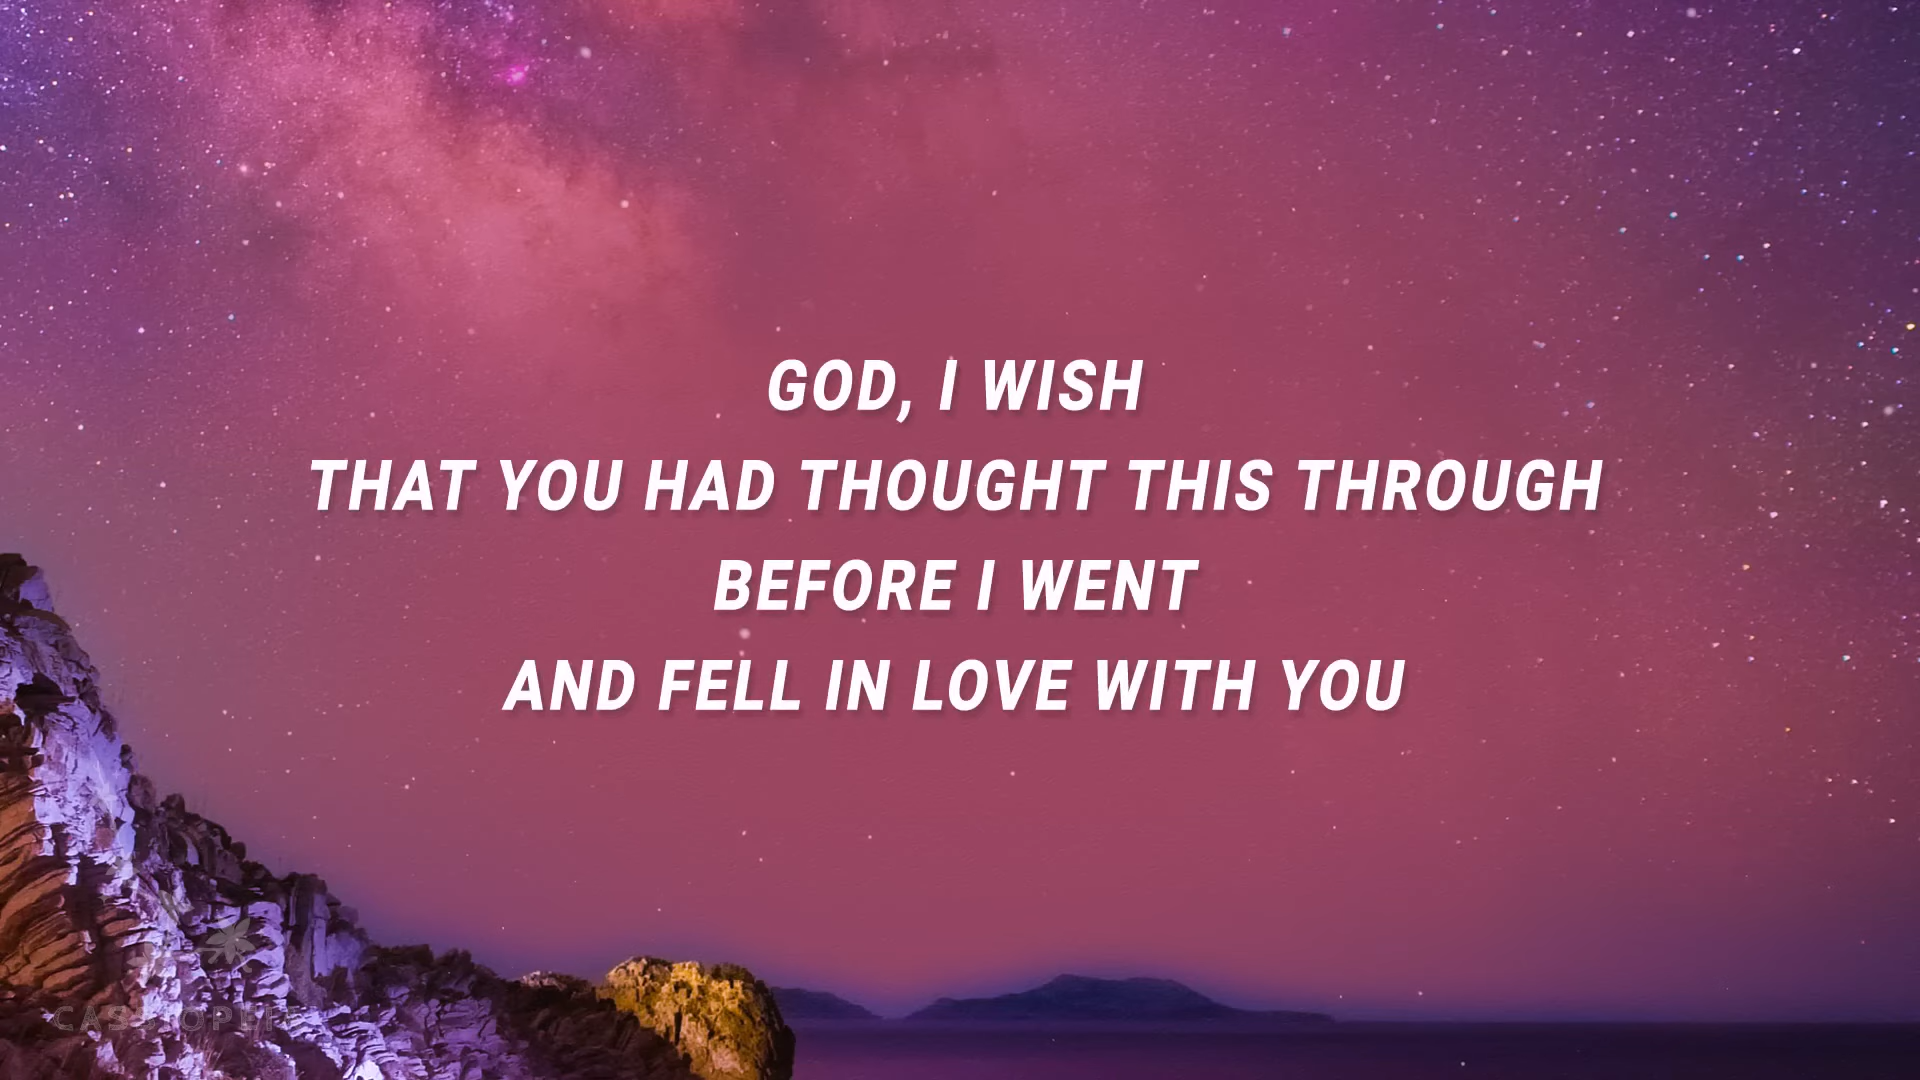 GOD, I WISH
THAT YOU HAD THOUGHT THIS THROUGH
BEFORE I WENT
AND FELL IN LOVE WITH YOU